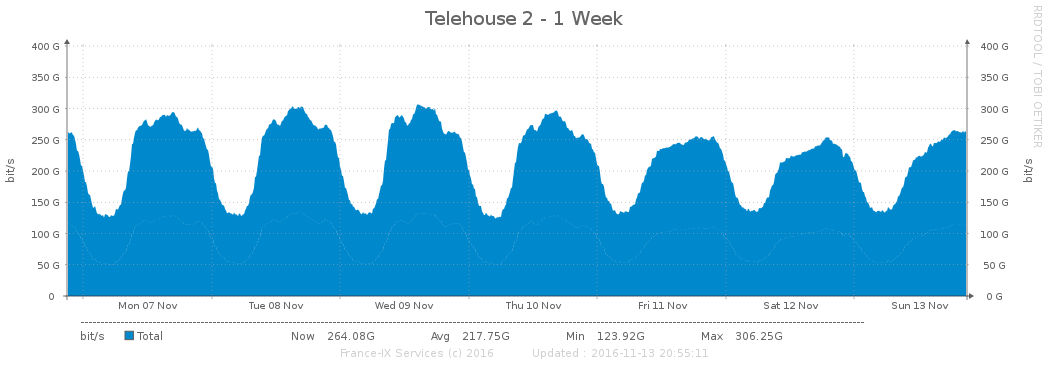 Telehouse 2 - 1 Week
RRDTOOL / TOBI OETIKER
400 G 400 G
350 G 350 G
300 G 300 G
250 G 250 G
200 G 200 G
150 G 150 G
100 G 100 G
50 G 50 G
0 0 G
bit/s bit/s
Mon 07 Nov Tue 08 Nov Wed 09 Nov Thu 10 Nov Fri 11 Nov Sat 12 Nov Sun 13 Nov
bit/s Total Now 264.08G Avg 217.75G Min 123.92G Max 306.25G
France-IX Services (c) 2016 Updated : 2016-11-13 20:55:11